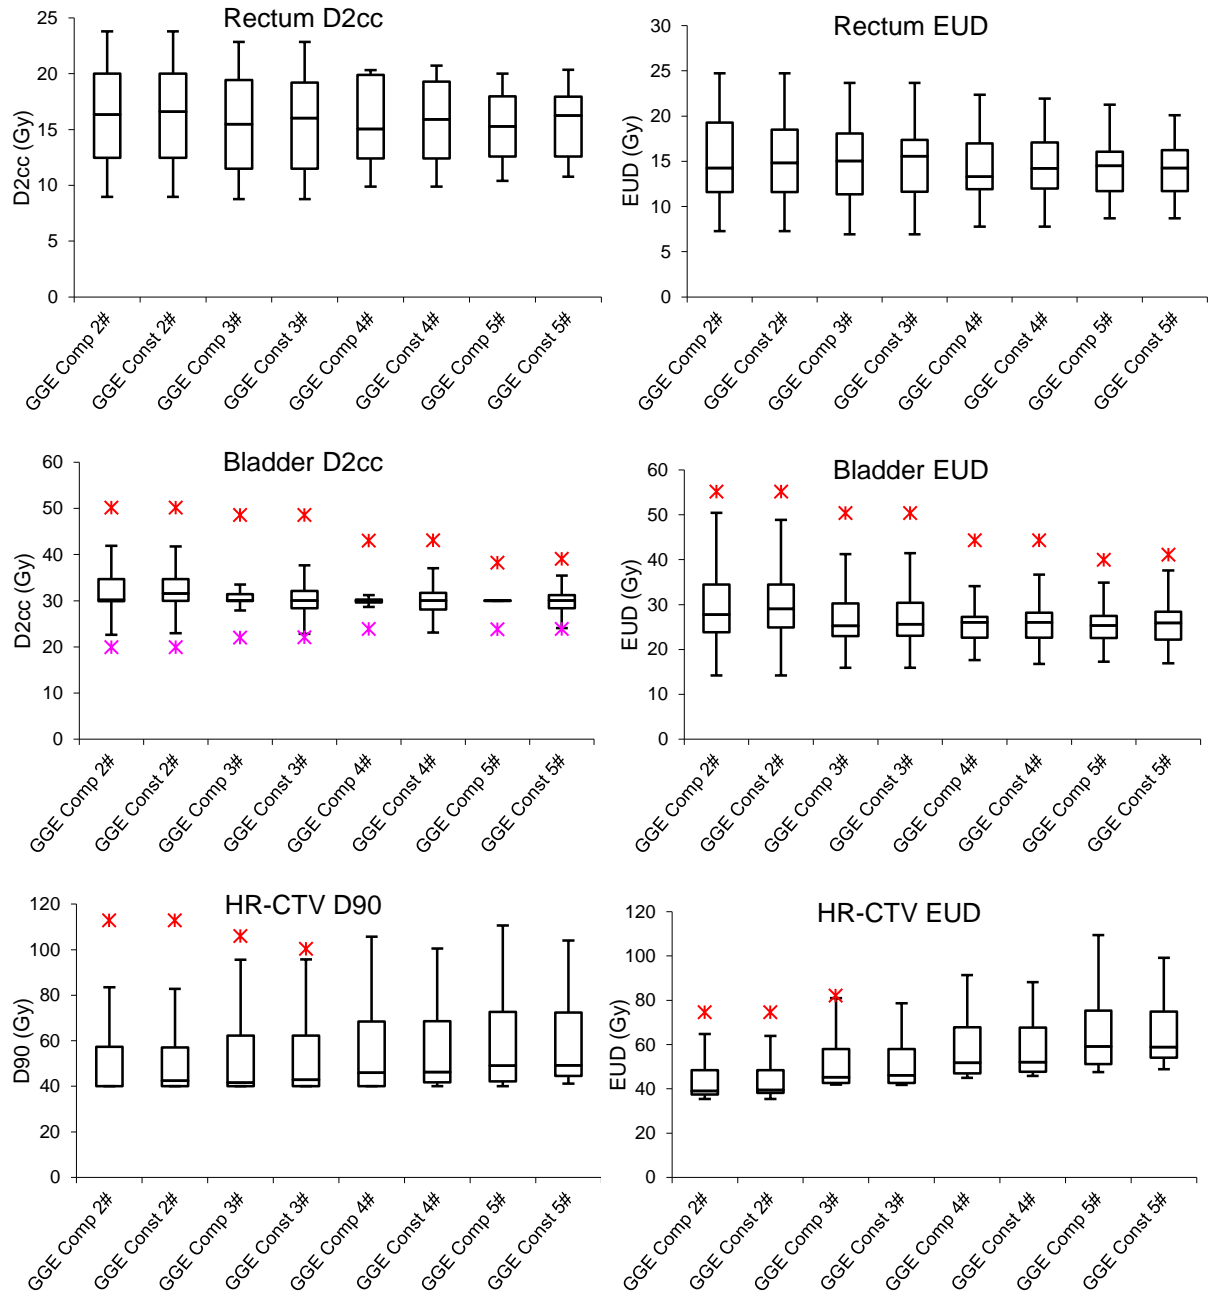 Rectum D2cc
D2cc (Gy)
25
20
15
10
5
0
GGE Comp 2#
GGE Const 2#
GGE Comp 3#
GGE Const 3#
GGE Comp 4#
GGE Const 4#
GGE Comp 5#
GGE Const 5#
Rectum EUD
EUD (Gy)
30
25
20
15
10
5
0
GGE Comp 2#
GGE Const 2#
GGE Comp 3#
GGE Const 3#
GGE Comp 4#
GGE Const 4#
GGE Comp 5#
GGE Const 5#
Bladder D2cc
D2cc (Gy)
60
50
40
30
20
10
0
GGE Comp 2#
GGE Const 2#
GGE Comp 3#
GGE Const 3#
GGE Comp 4#
GGE Const 4#
GGE Comp 5#
GGE Const 5#
Bladder EUD
EUD (Gy)
60
50
40
30
20
10
0
GGE Comp 2#
GGE Const 2#
GGE Comp 3#
GGE Const 3#
GGE Comp 4#
GGE Const 4#
GGE Comp 5#
GGE Const 5#
HR-CTV D90
D90 (Gy)
120
100
80
60
40
20
0
GGE Comp 2#
GGE Const 2#
GGE Comp 3#
GGE Const 3#
GGE Comp 4#
GGE Const 4#
GGE Comp 5#
GGE Const 5#
HR-CTV EUD
EUD (Gy)
120
100
80
60
40
20
0
GGE Comp 2#
GGE Const 2#
GGE Comp 3#
GGE Const 3#
GGE Comp 4#
GGE Const 4#
GGE Comp 5#
GGE Const 5#